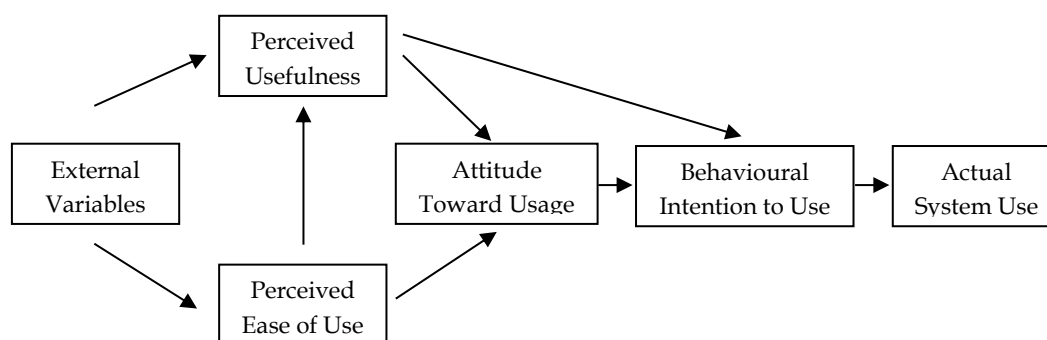 Perceived
Usefulness
External
Variables
Attitude
Toward Usage
Behavioural
Intention to Use
Actual
System Use
Perceived
Ease of Use